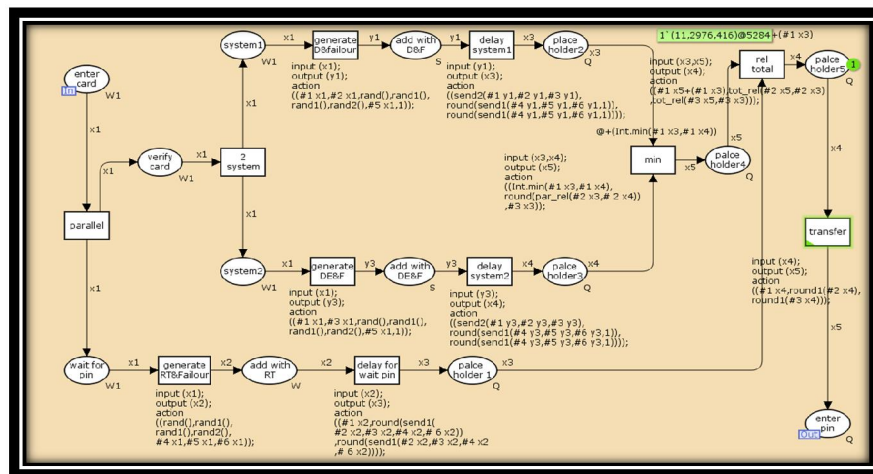 enter
card
In
W1
x1
parallel
x1
verify
card
W1
x1
2
system
x1
system1
W1
x1
generate
D&failour
input (x1);
output (y1);
action
((#1 x1,#2 x1,rand(),rand1(),
rand1(),rand2(),#5 x1,1));
y1
add with
D&F
S
y1
delay
system1
input (y1);
output (x3);
action
((send2(#1 y1,#2 y1,#3 y1),
round(send1(#4 y1,#5 y1,#6 y1,1)),
round(send1(#4 y1,#5 y1,#6 y1,1))));
x3
palce
holder2
Q
x3
1`(11,2976,416)@5284
+(#1 x3)
input (x3,x5);
output (x4);
action
((#1 x5+(#1 x3),tot_rel(#2 x5,#2 x3)
,tot_rel(#3 x5,#3 x3)));
rel
total
x4
palce
holder5
1
Q
@+(Int.min(#1 x3,#1 x4))
input (x3,x4);
output (x5);
action
((Int.min(#1 x3,#1 x4),
round(par_rel(#2 x3,# 2 x4))
,#3 x3));
min
x5
palce
holder4
Q
x5
x4
transfer
input (x4);
output (x5);
action
((#1 x4,round1(#2 x4),
round1(#3 x4)));
x5
x1
system2
W1
x1
generate
DE&F
input (x1);
output (y3);
action
((#1 x1,#3 x1,rand(),rand1(),
rand1(),rand2(),#5 x1,1));
y3
add with
DE&F
S
y3
delay
system2
input (y3);
output (x4);
action
((send2(#1 y3,#2 y3,#3 y3),
round(send1(#4 y3,#5 y3,#6 y3,1)),
round(send1(#4 y3,#5 y3,#6 y3,1))));
x4
palce
holder3
Q
x4
x1
wait for
pin
W1
x1
generate
RT&Failour
input (x1);
output (x2);
action
((rand(),rand1(),
rand1(),rand2(),
#4 x1,#5 x1,#6 x1));
x2
add with
RT
W
x2
delay for
wait pin
input (x2);
output (x3);
action
((#1 x2,round(send1(
#2 x2,#3 x2,#4 x2,# 6 x2))
,round(send1(#2 x2,#3 x2,#4 x2
,# 6 x2))));
x3
palce
holder 1
Q
x3
enter
pin
Out
Q